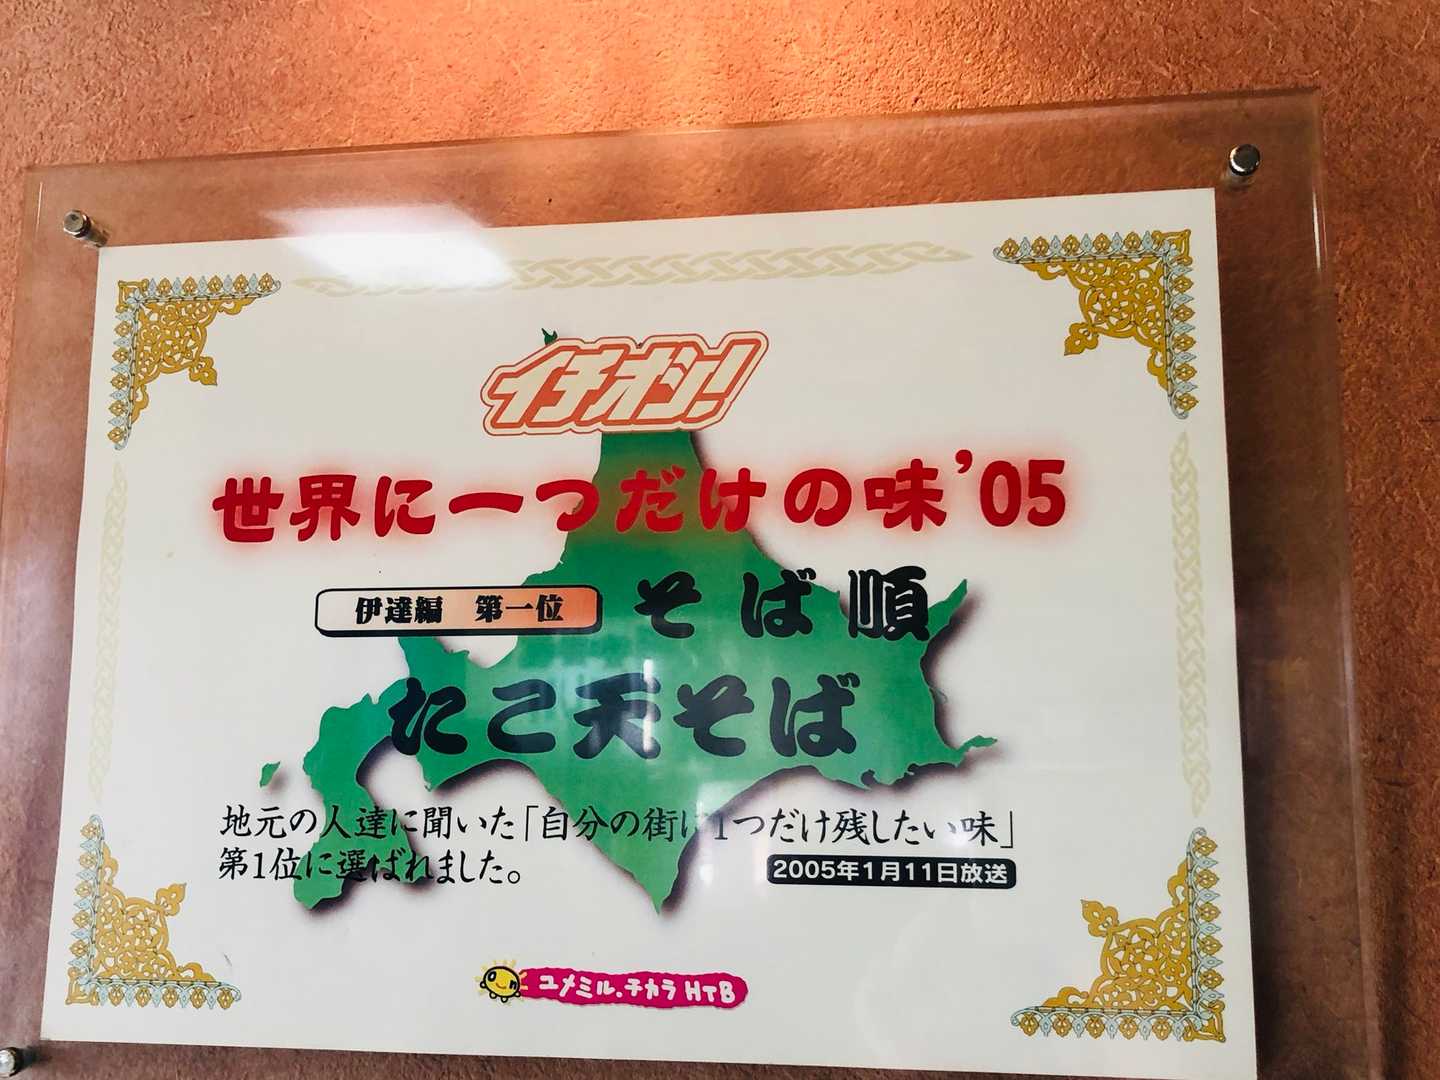 イチオシ!
世界に一つだけの味'05
伊達編 第一位 そば順
たこ天そば
地元の人達に聞いた「自分の街に1つだけ残したい味」
第1位に選ばれました。
2005年1月11日放送
ユメミル、チカラ HTB